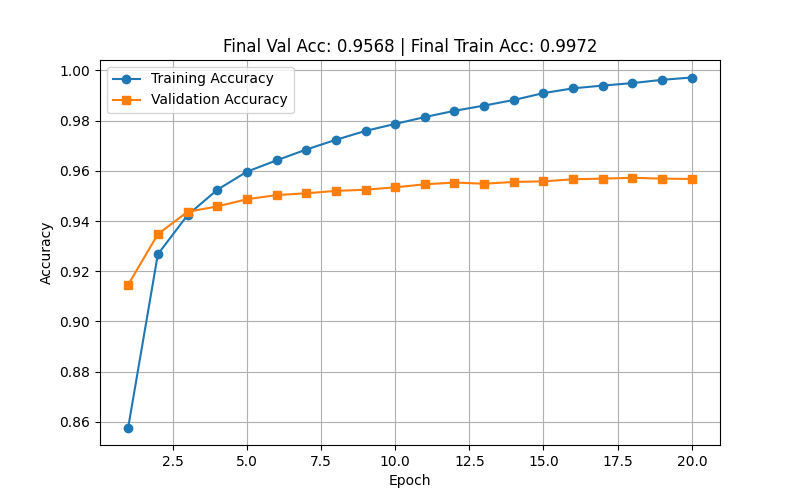 Final Val Acc: 0.9568 | Final Train Acc: 0.9972
Training Accuracy
Validation Accuracy
1.00
0.98
0.96
0.94
0.92
0.90
0.88
0.86
Accuracy
2.5 5.0 7.5 10.0 12.5 15.0 17.5 20.0
Epoch